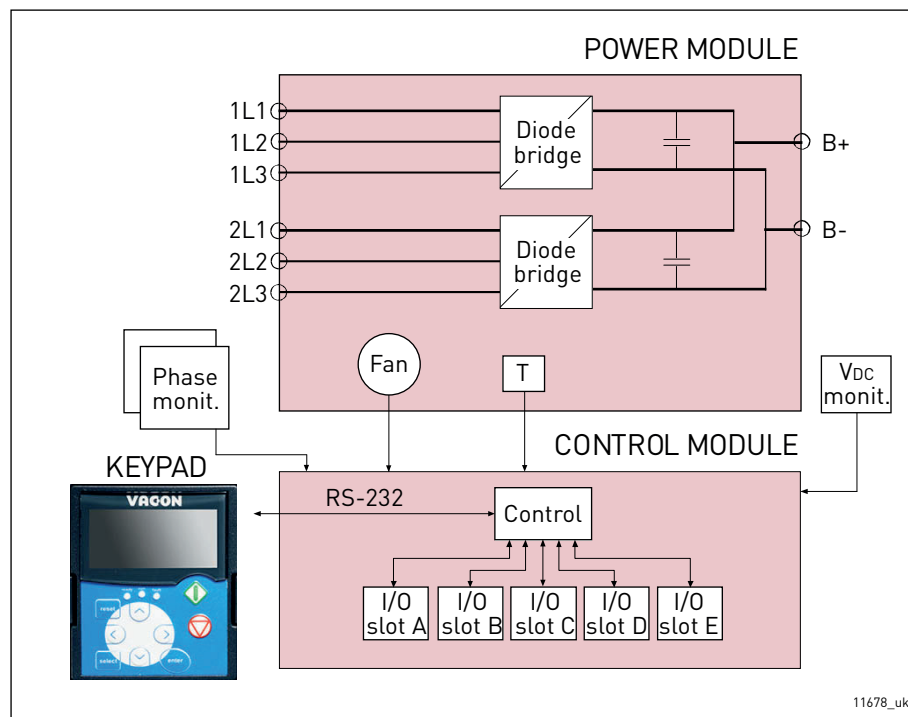 POWER MODULE
1L1
1L2
1L3
Diode
bridge
B+
2L1
2L2
2L3
Diode
bridge
B-
Phase
monit.
Fan
T
VDC
monit.
CONTROL MODULE
KEYPAD
VACON
RS-232
Control
reset
select
enter
I/O
slot A
I/O
slot B
I/O
slot C
I/O
slot D
I/O
slot E
11678_uk